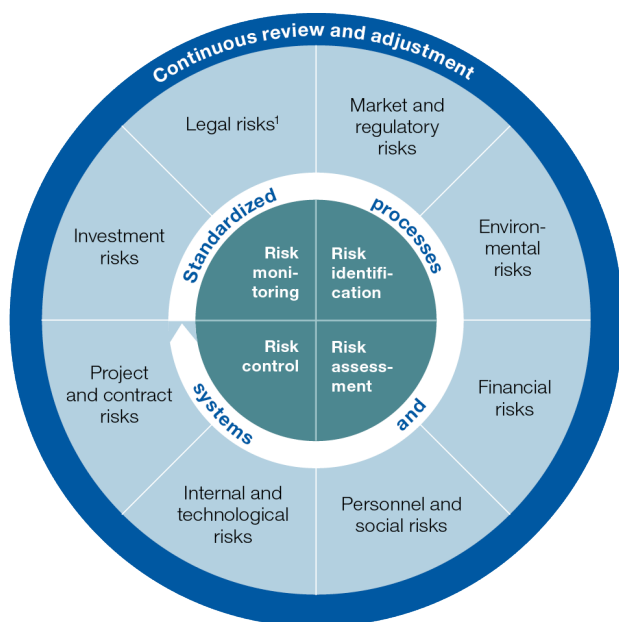 Continuous review and adjustment
Legal risks¹
Market and
regulatory
risks
Investment
risks
Standardized
processes
Environ-
mental
risks
Risk
moni-
toring
Risk
identifi-
cation
Risk
control
Risk
assess-
ment
Project
and contract
risks
systems
and
Financial
risks
Internal and
technological
risks
Personnel and
social risks